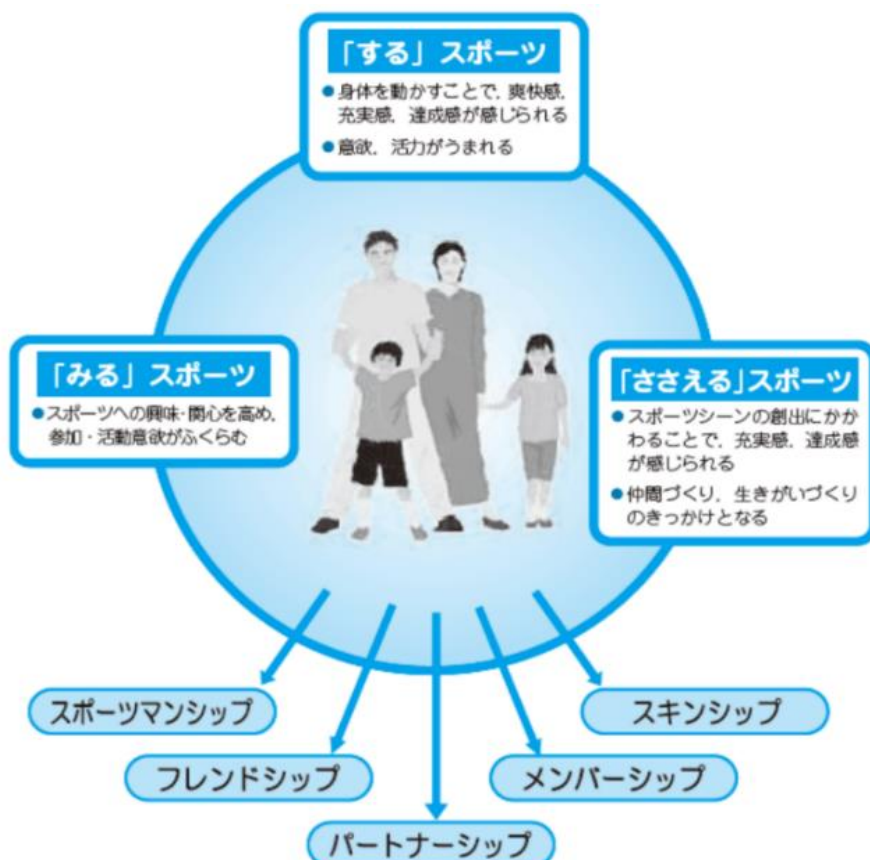 「する」スポーツ
●身体を動かすことで，爽快感，
充実感，達成感が感じられる
●意欲，活力がうまれる
「みる」スポーツ
●スポーツへの興味・関心を高め，
参加・活動意欲がふくらむ
「ささえる」スポーツ
●スポーツシーンの創出にかか
わることで，充実感，達成感
が感じられる
●仲間づくり，生きがいづくり
のきっかけとなる
スポーツマンシップ
スキンシップ
フレンドシップ
メンバーシップ
パートナーシップ